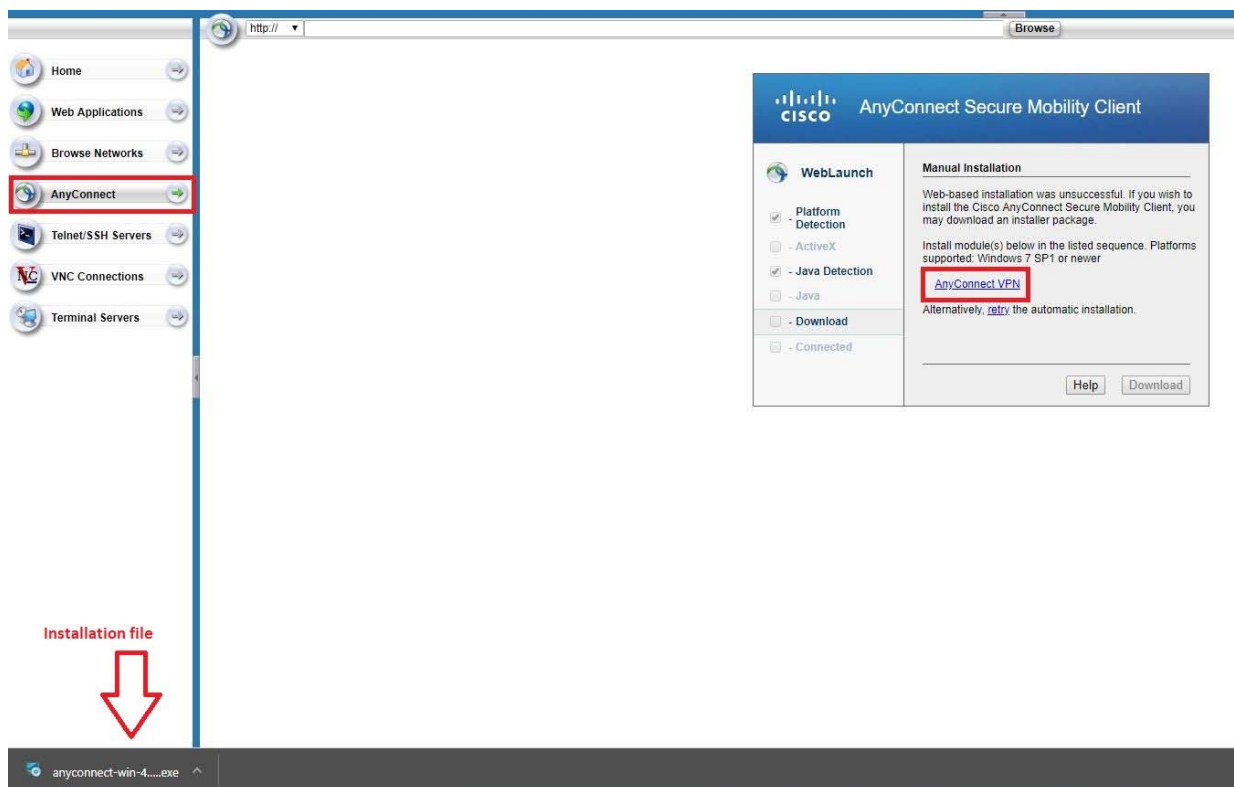 http://
Browse
Home
Web Applications
Browse Networks
AnyConnect
Telnet/SSH Servers
VNC Connections
Terminal Servers
CISCO
AnyConnect Secure Mobility Client
WebLaunch
- Platform
Detection
- ActiveX
- Java Detection
- Java
- Download
- Connected
Manual Installation
Web-based installation was unsuccessful. If you wish to
install the Cisco AnyConnect Secure Mobility Client, you
may download an installer package.
Install module(s) below in the listed sequence. Platforms
supported: Windows 7 SP1 or newer
AnyConnect VPN
Alternatively, retry the automatic installation.
Help
Download
Installation file
anyconnect-win-4.....exe